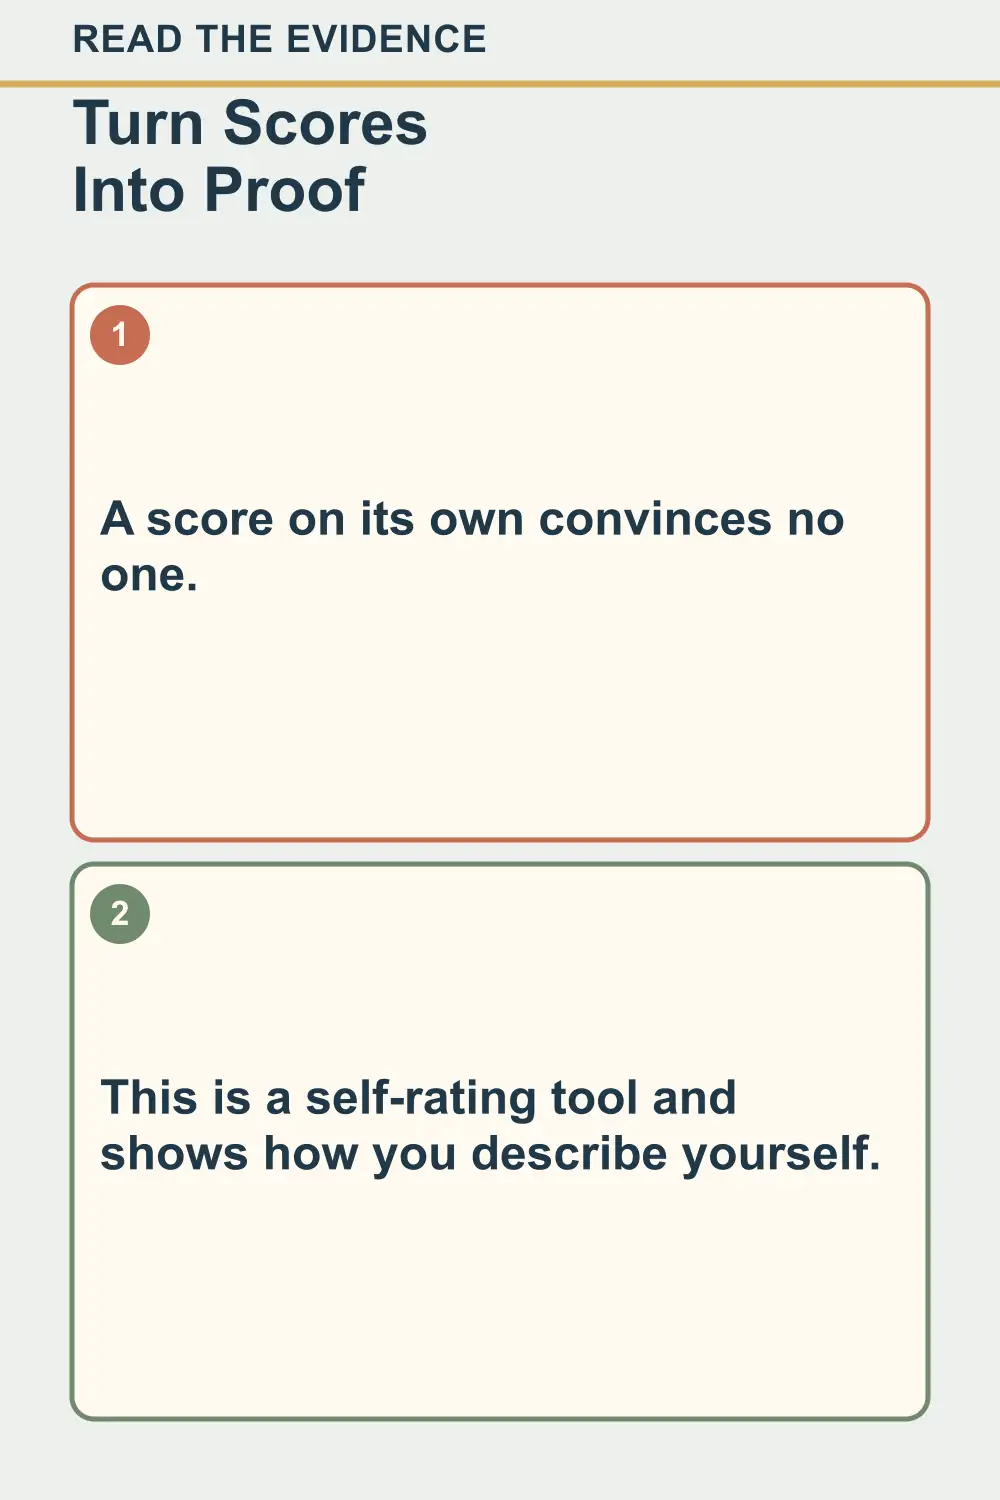 READ THE EVIDENCE
Turn Scores
Into Proof
1
A score on its own convinces no
one.
2
This is a self-rating tool and
shows how you describe yourself.